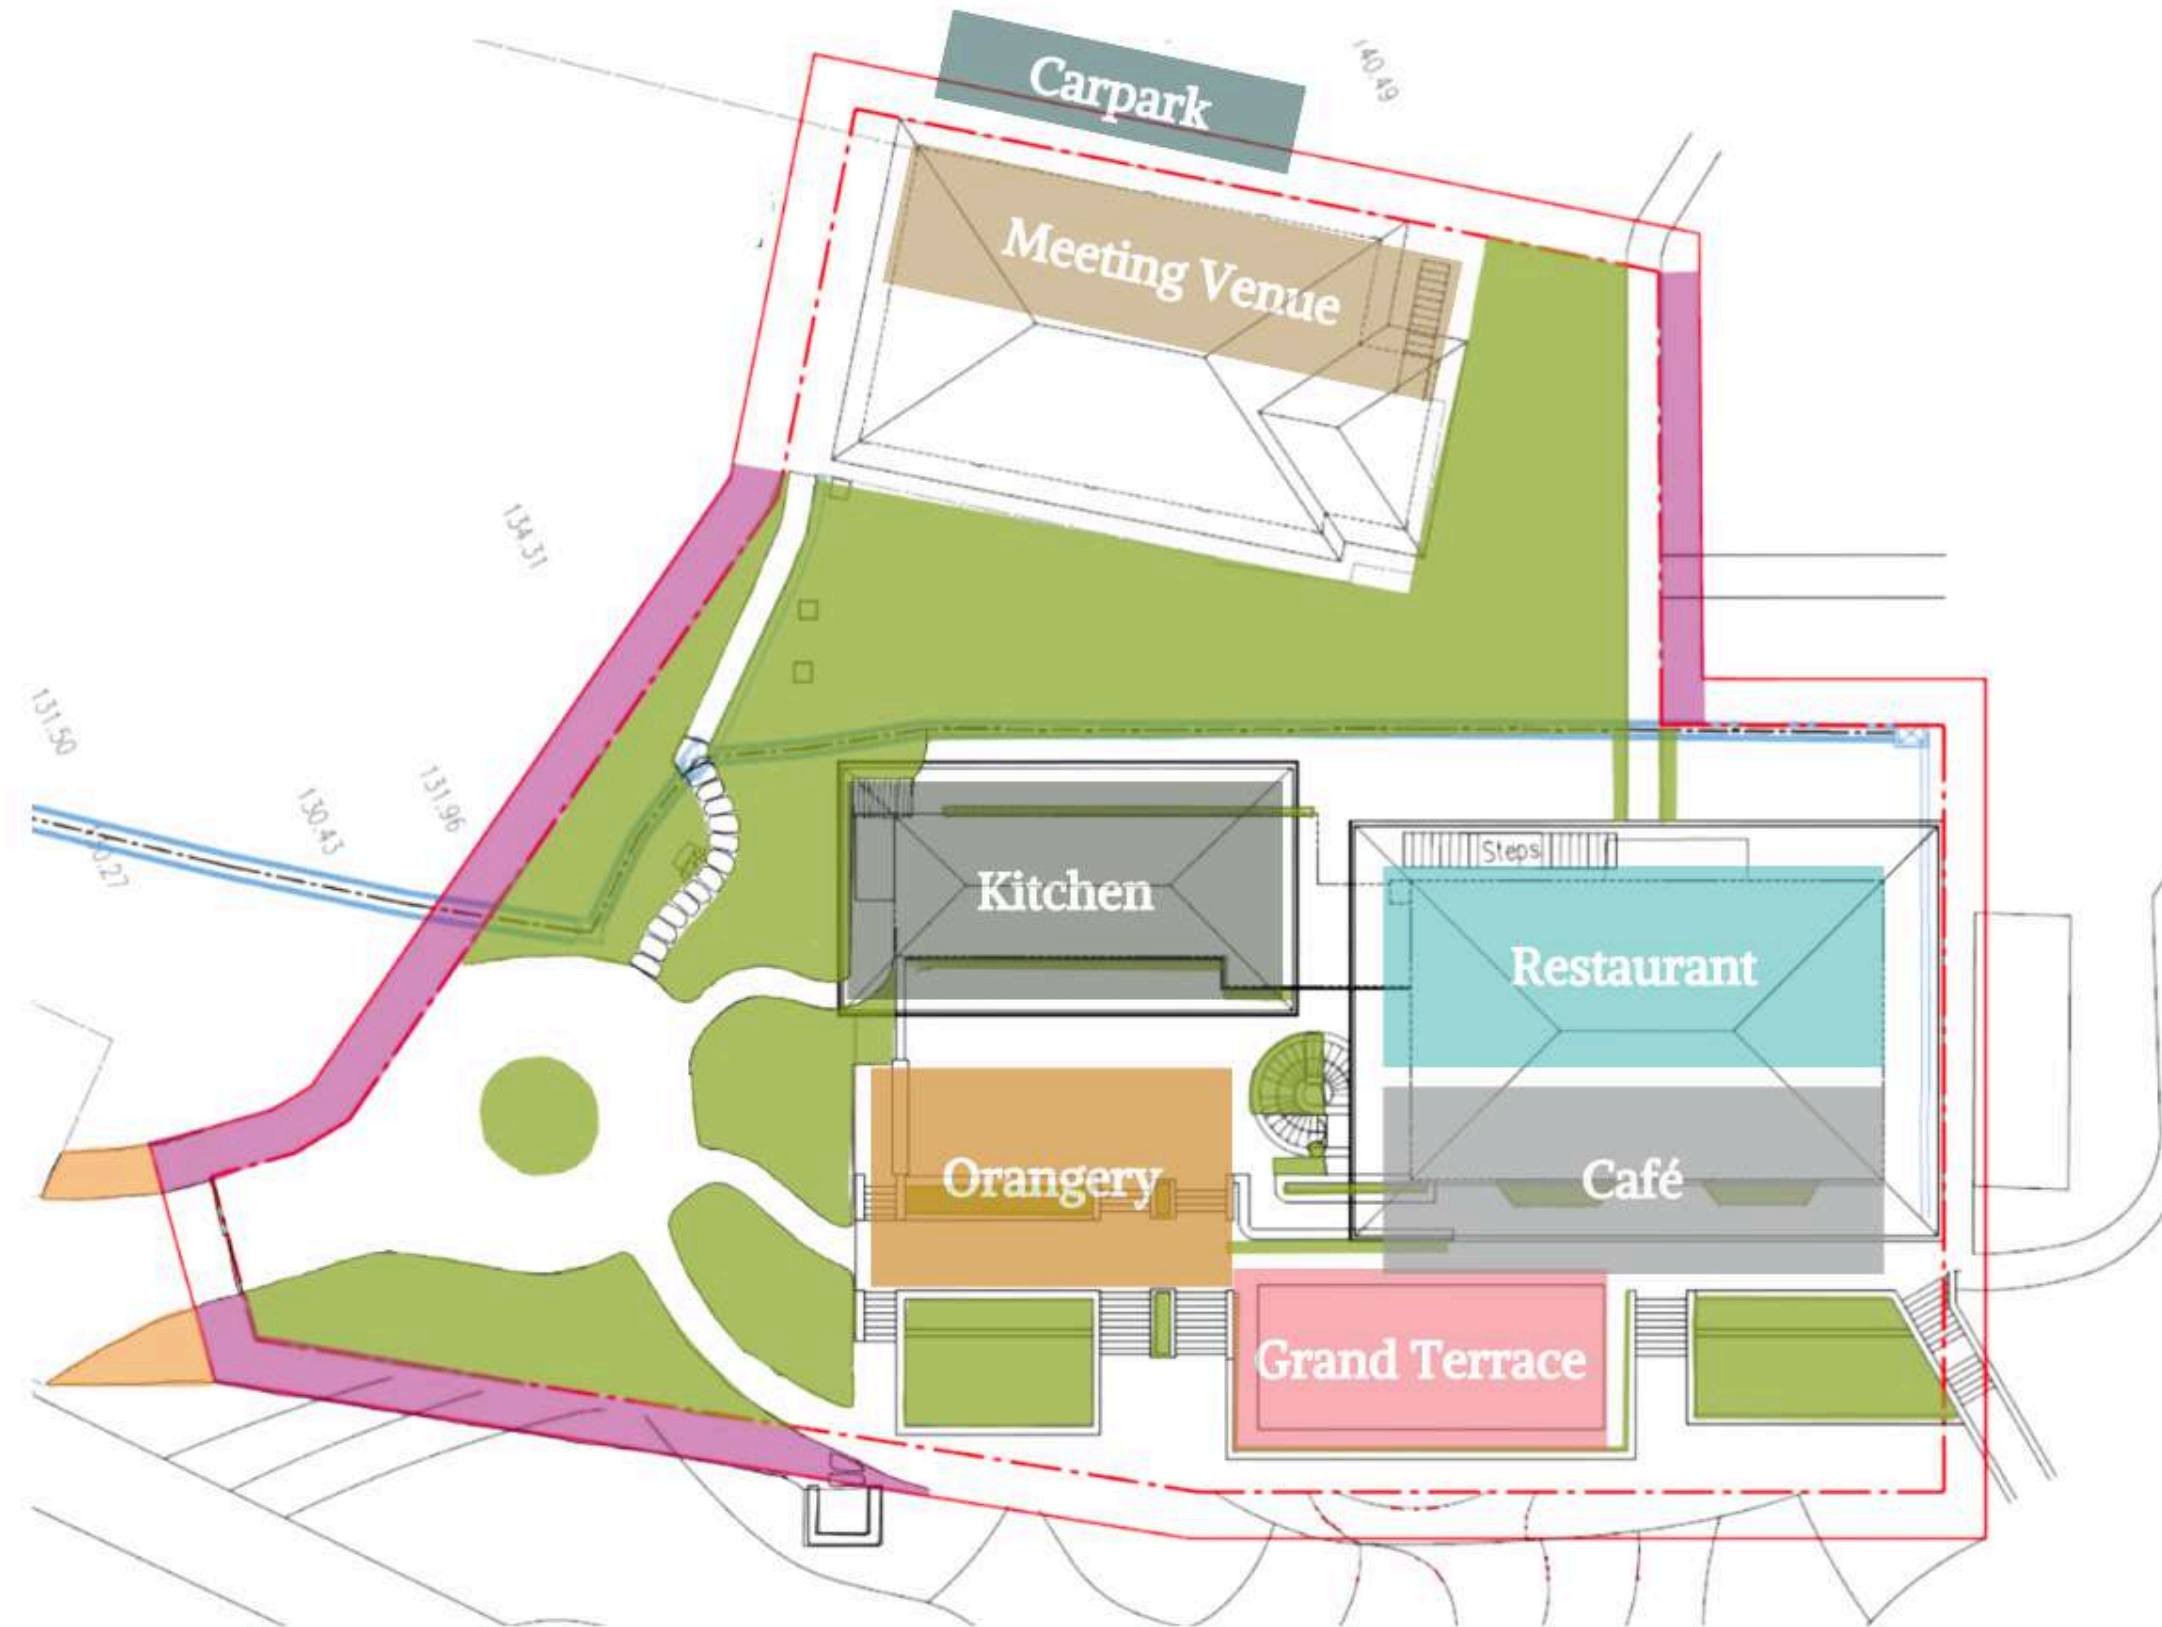 Carpark
140.49
Meeting Venue
134.31
131.50
131.96
130.43
Steps
Kitchen
Restaurant
Orangery
Café
Grand Terrace